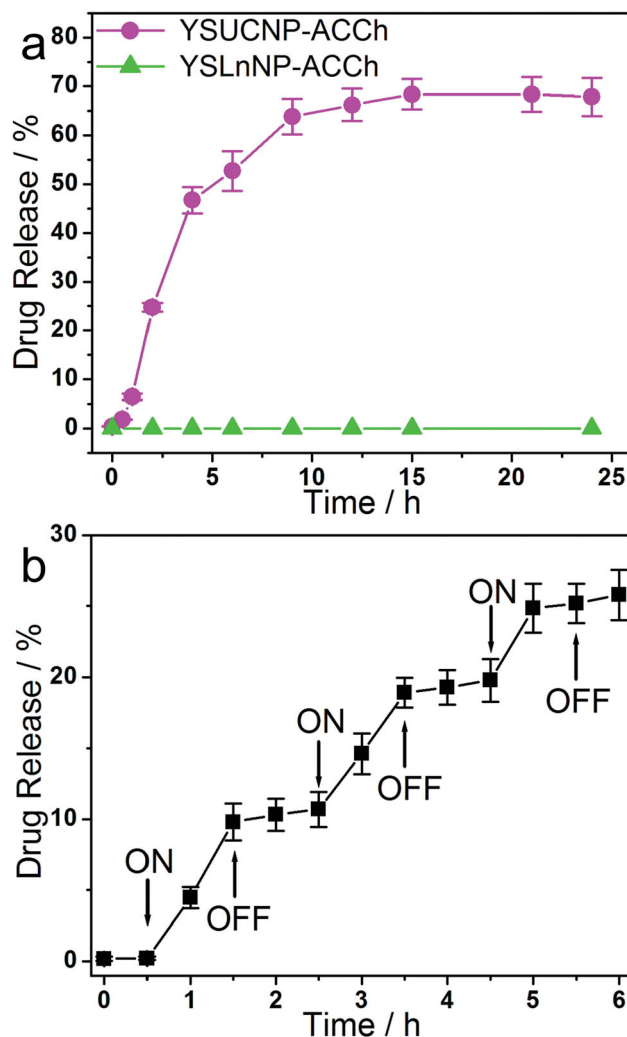 a
YSUCNP-ACCh
YSLnNP-ACCh
Drug Release / %
80
70
60
50
40
30
20
10
0
0 5 10 15 20 25
Time / h
b
Drug Release / %
30
20
10
0
ON
OFF
ON
OFF
ON
OFF
0 1 2 3 4 5 6
Time / h